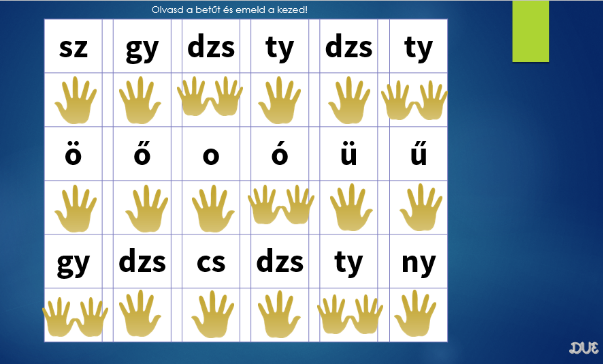 Olvasd a betűt és emeld a kezed!
sz gy dzs ty dzs ty
ö ő o ó ü ű
gy dzs cs dzs ty ny
DUE